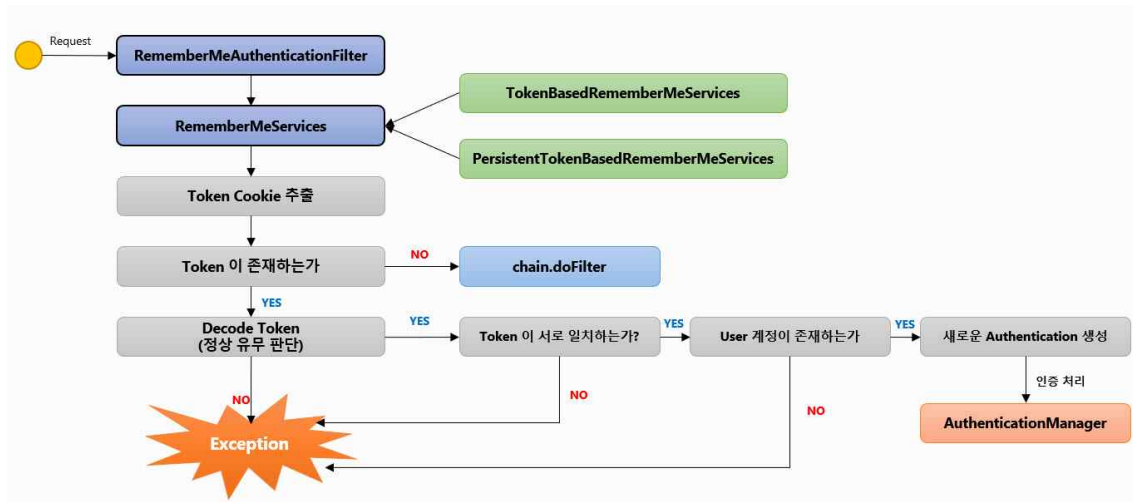 Request
RememberMeAuthenticationFilter
TokenBasedRememberMeServices
RememberMeServices
PersistentTokenBasedRememberMeServices
Token Cookie 추출
Token 이 존재하는가
NO
chain.doFilter
YES
Decode Token
(정상 유무 판단)
YES
Token 이 서로 일치하는가?
YES
User 계정이 존재하는가
YES
새로운 Authentication 생성
인증 처리
NO
NO
NO
AuthenticationManager
Exception